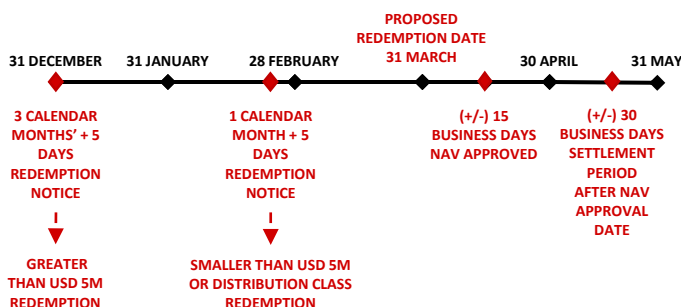 PROPOSED
REDEMPTION DATE
31 MARCH
31 DECEMBER
31 JANUARY
28 FEBRUARY
30 APRIL
31 MAY
3 CALENDAR
MONTHS' + 5
DAYS
REDEMPTION
NOTICE
1 CALENDAR
MONTH + 5
DAYS
REDEMPTION
NOTICE
(+/-) 15
BUSINESS DAYS
NAV APPROVED
(+/-) 30
BUSINESS DAYS
SETTLEMENT
PERIOD
AFTER NAV
APPROVAL
DATE
GREATER
THAN USD 5M
REDEMPTION
SMALLER THAN USD 5M
OR DISTRIBUTION CLASS
REDEMPTION